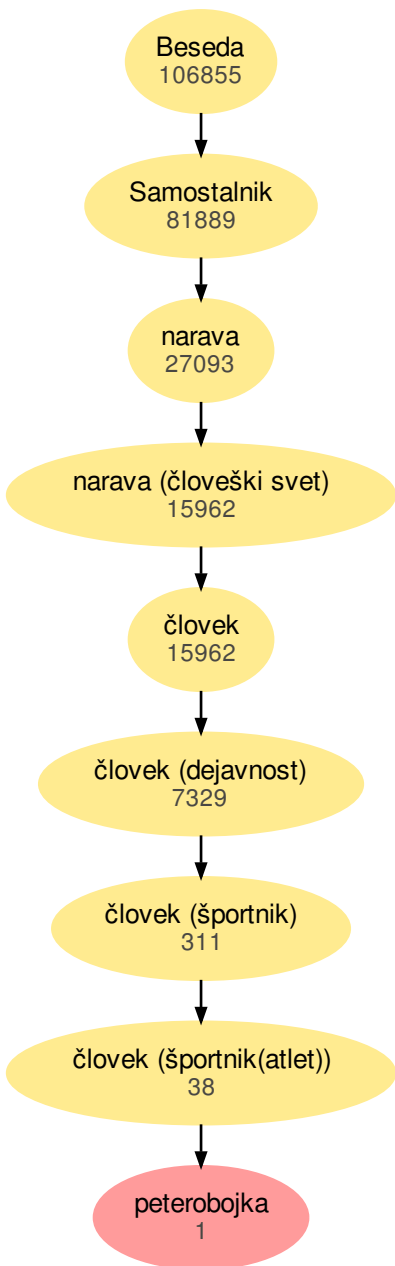 Beseda
106855
Samostalnik
81889
narava
27093
narava (človeški svet)
15962
človek
15962
človek (dejavnost)
7329
človek (športnik)
311
človek (športnik(atlet))
38
peterobojka
1